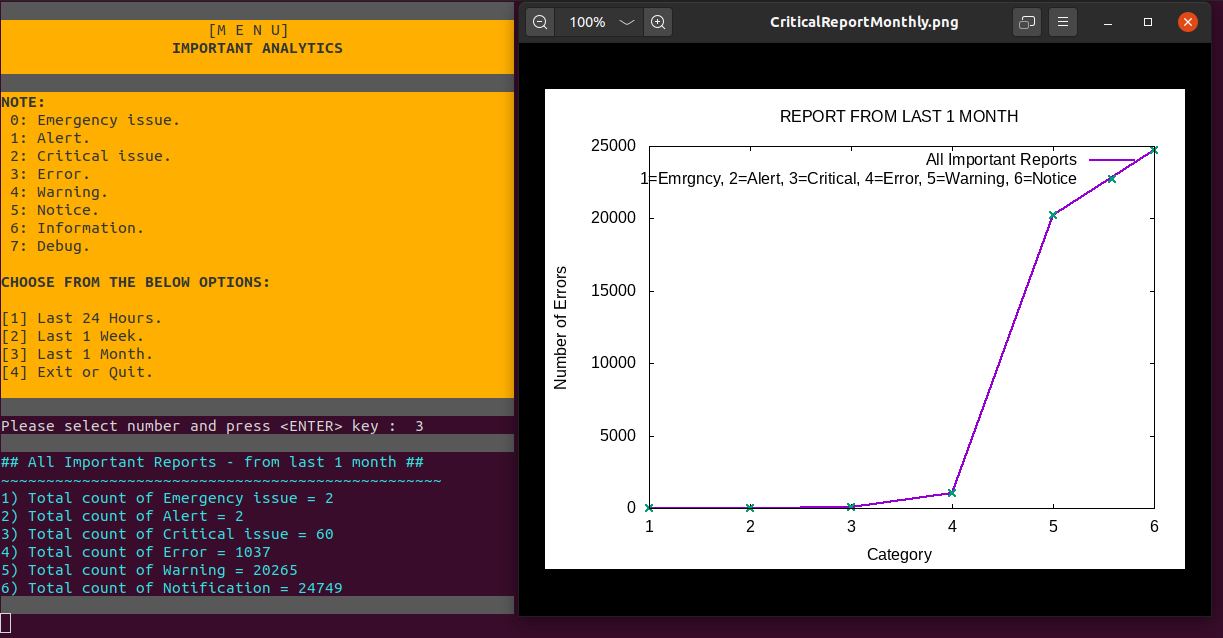 [M E N U]
IMPORTANT ANALYTICS
NOTE:
0: Emergency issue.
1: Alert.
2: Critical issue.
3: Error.
4: Warning.
5: Notice.
6: Information.
7: Debug.
CHOOSE FROM THE BELOW OPTIONS:
[1] Last 24 Hours.
[2] Last 1 Week.
[3] Last 1 Month.
[4] Exit or Quit.
Please select number and press <ENTER> key :  3
## All Important Reports - from last 1 month ##
~~~~~~~~~~~~~~~~~~~~~~~~~~~~~~~~~~~~~~~~~~~~~~~~~
1) Total count of Emergency issue = 2
2) Total count of Alert = 2
3) Total count of Critical issue = 60
4) Total count of Error = 1037
5) Total count of Warning = 20265
6) Total count of Notification = 24749
100%
CriticalReportMonthly.png
REPORT FROM LAST 1 MONTH
All Important Reports
1=Emrgncy, 2=Alert, 3=Critical, 4=Error, 5=Warning, 6=Notice
Number of Errors
25000
20000
15000
10000
5000
0
1 2 3 4 5 6
Category